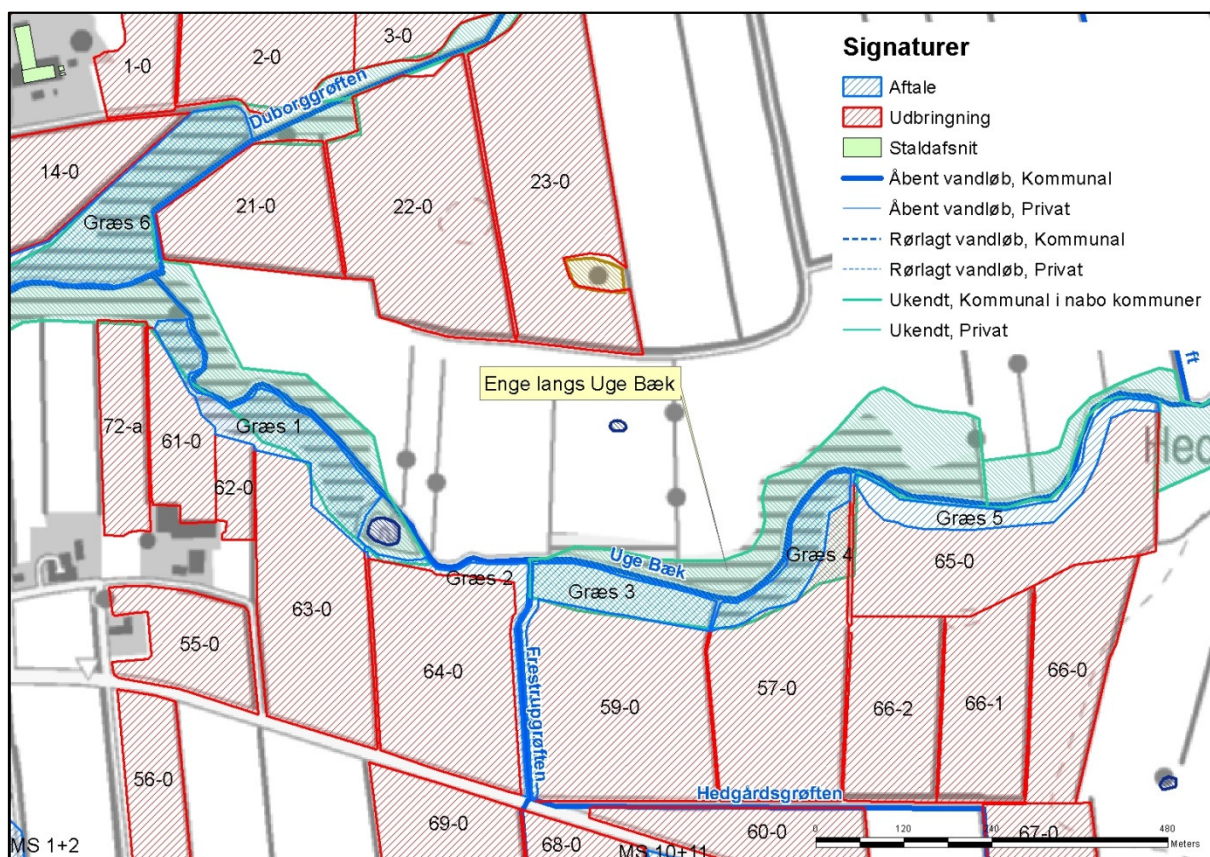 Signaturer
Aftale
Udbringning
Staldafsnit
Åbent vandløb, Kommunal
Åbent vandløb, Privat
Rørlagt vandløb, Kommunal
Rørlagt vandløb, Privat
Ukendt, Kommunal i nabo kommuner
Ukendt, Privat
1-0
2-0
3-0
Duborggrøften
14-0
Græs 6
21-0
22-0
23-0
Enge langs Uge Bæk
72-a
61-0
Græs 1
62-0
Græs 2
Uge Bæk
Græs 3
Græs 4
Græs 5
65-0
Hed
ft
55-0
63-0
64-0
Frestrupgrøften
59-0
57-0
66-2
66-1
66-0
56-0
69-0
68-0
Hedgårdsgrøften
60-0
67-0
MS 1+2
MS 10+11
0 120 240 480
Meters